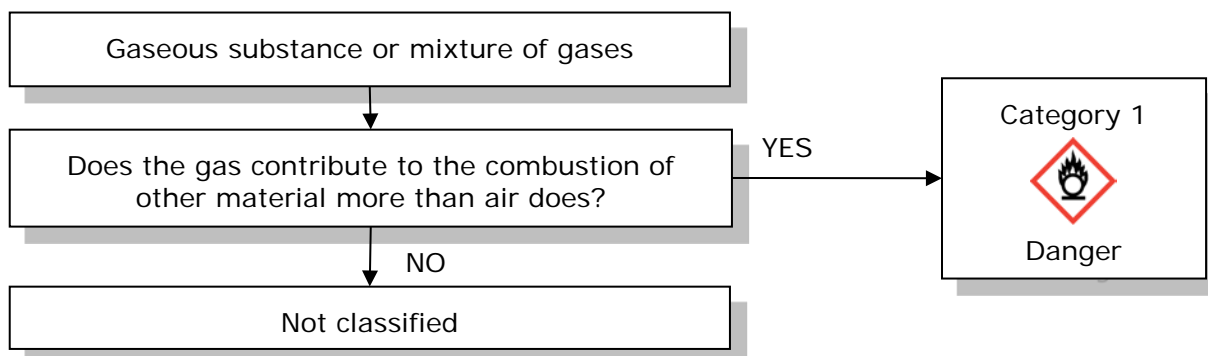 Gaseous substance or mixture of gases
Does the gas contribute to the combustion of
other material more than air does?
YES
Category 1
Danger
NO
Not classified